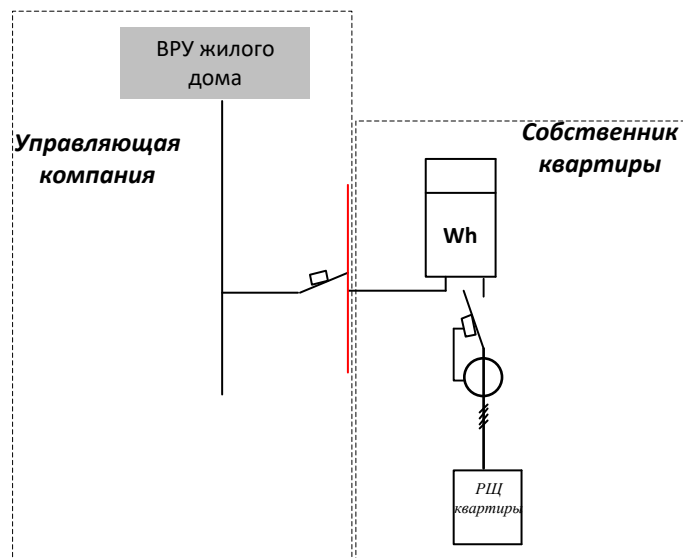 ВРУ жилого
дома
Управляющая
компания
Собственник
квартиры
Wh
РЩ
квартиры